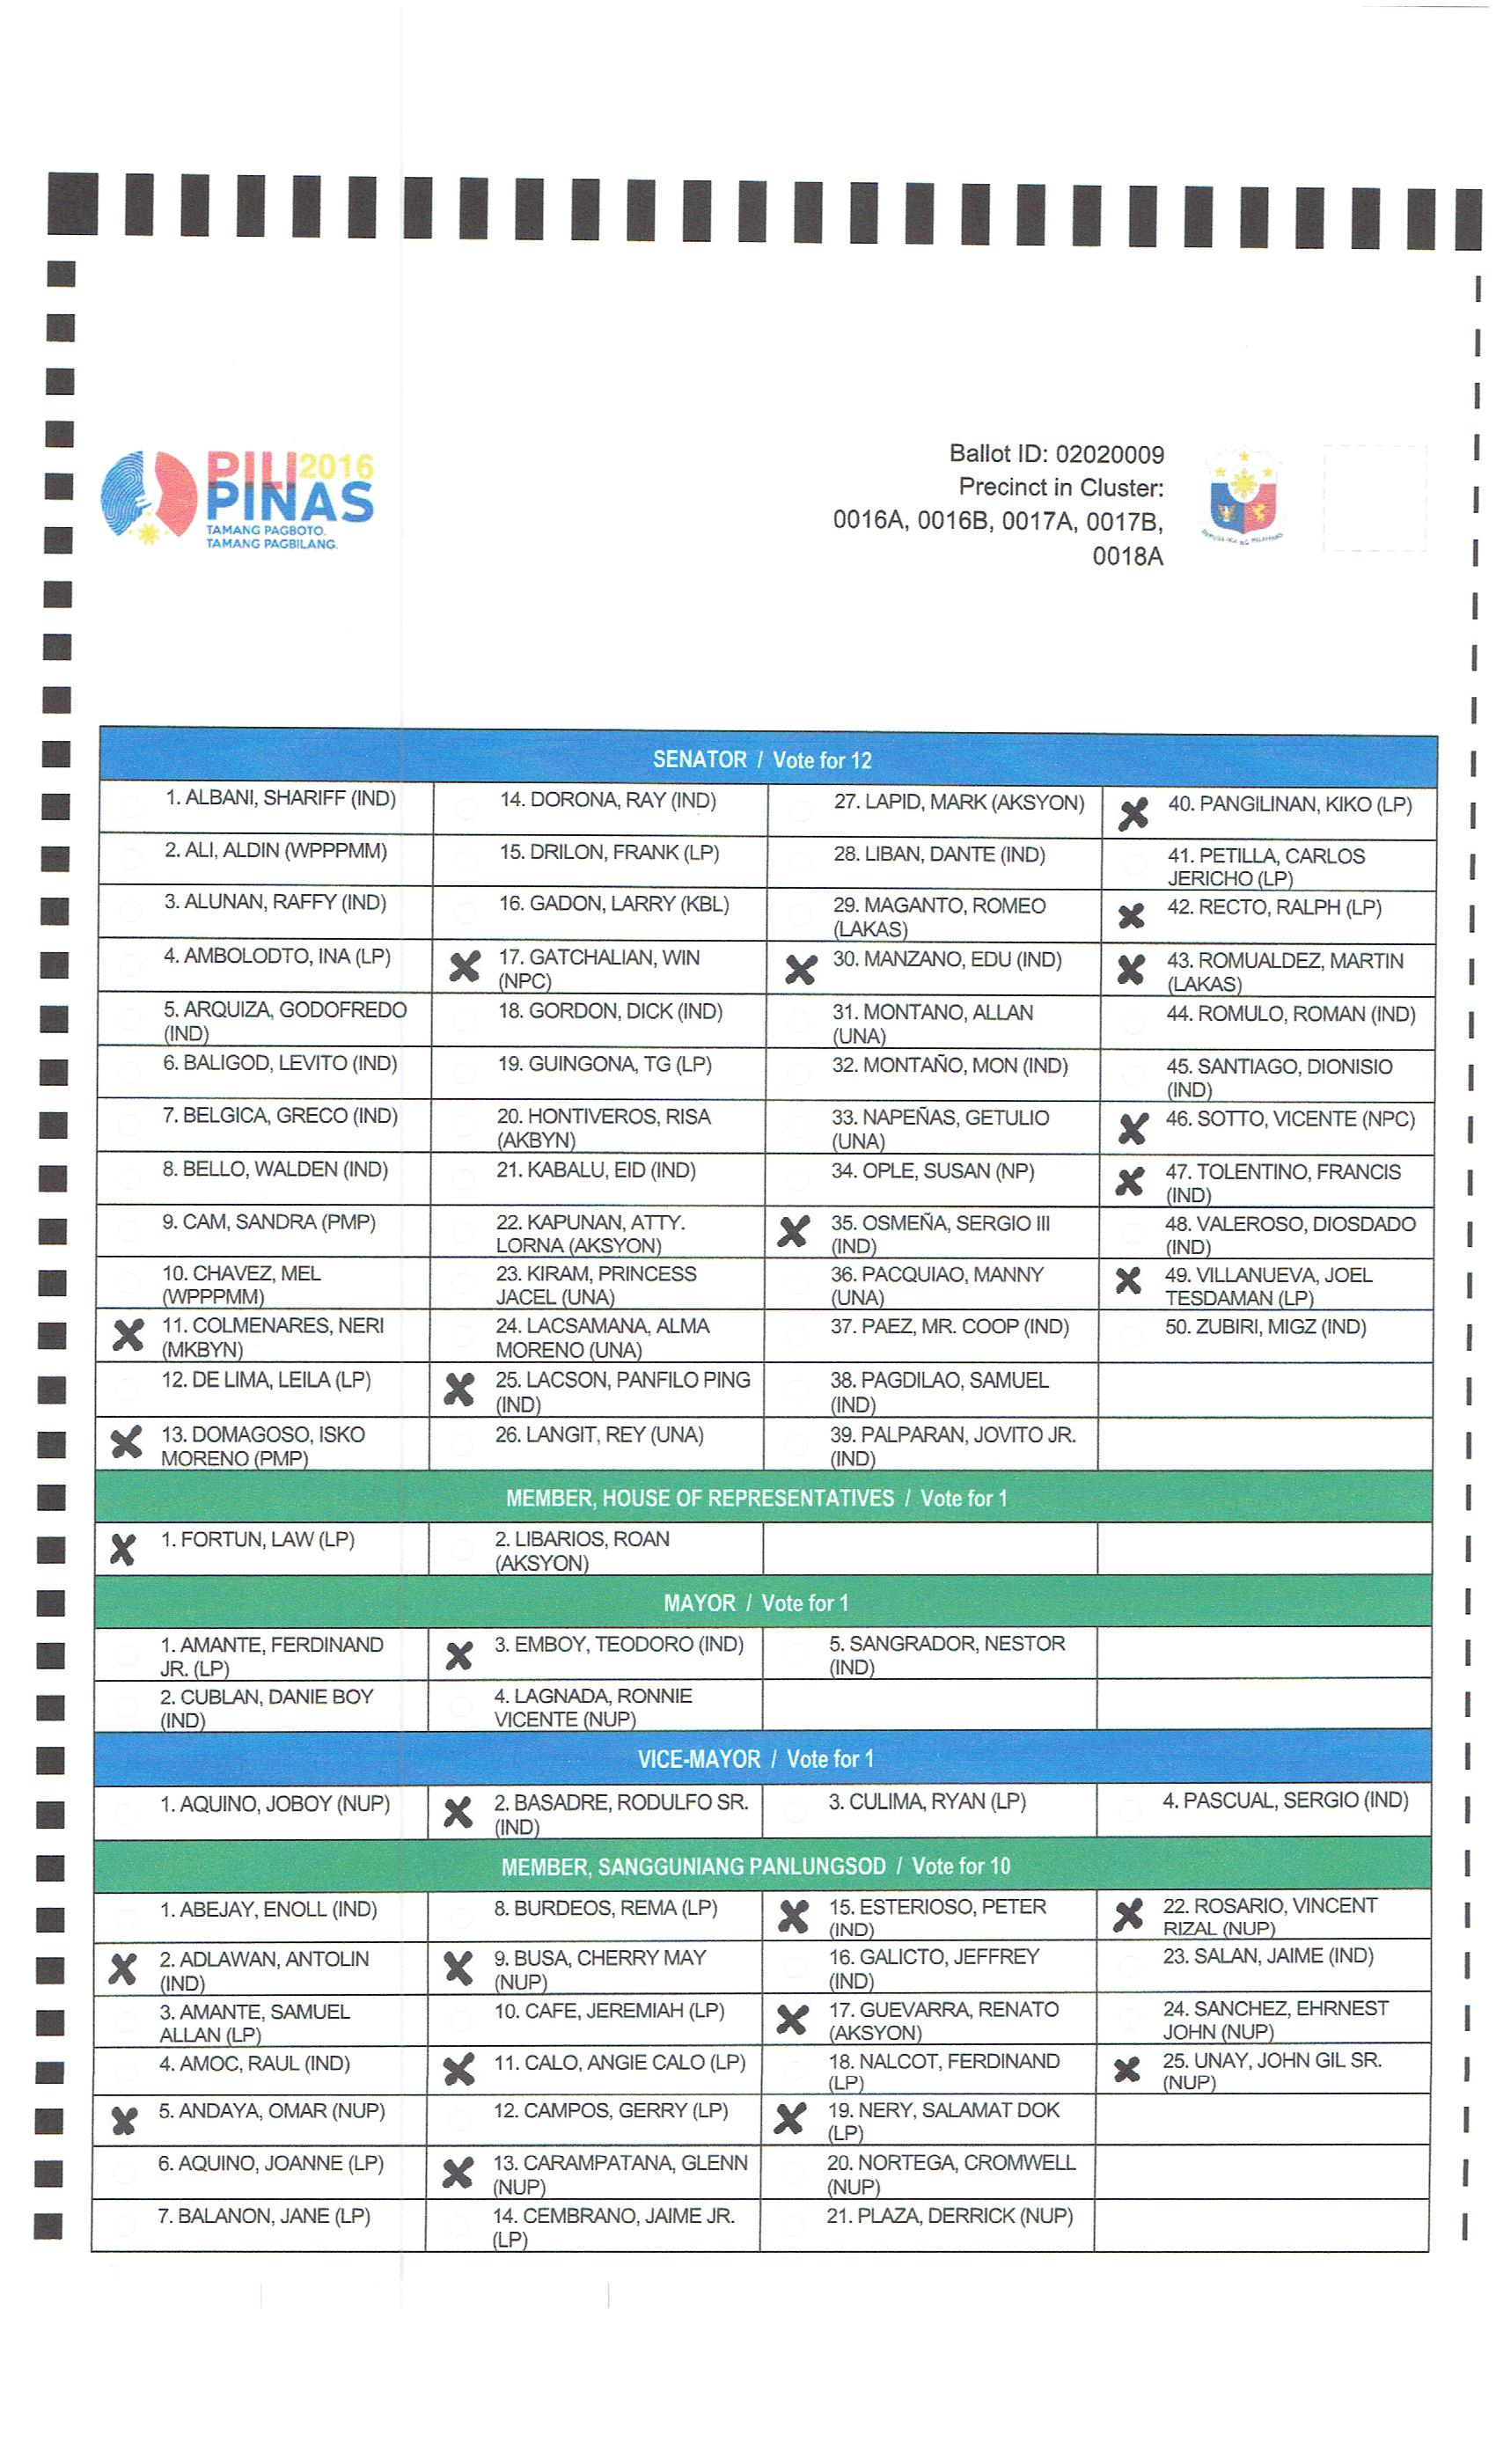 PILI 2016
PINAS
TAMANG PAGBOTO.
TAMANG PAGBILANG.
Ballot ID: 02020009
Precinct in Cluster:
0016A, 0016B, 0017A, 0017B,
0018A
REPUBLIKA NG PILIPINAS
SENATOR / Vote for 12
1. ALBANI, SHARIFF (IND)
2. ALI, ALDIN (WPPPMM)
3. ALUNAN, RAFFY (IND)
4. AMBOLODTO, INA (LP)
5. ARQUIZA, GODOFREDO
(IND)
6. BALIGOD, LEVITO (IND)
7. BELGICA, GRECO (IND)
8. BELLO, WALDEN (IND)
9. CAM, SANDRA (PMP)
10. CHAVEZ, MEL
(WPPPMM)
11. COLMENARES, NERI
(MKBYN)
12. DE LIMA, LEILA (LP)
13. DOMAGOSO, ISKO
MORENO (PMP)
14. DORONA, RAY (IND)
15. DRILON, FRANK (LP)
16. GADON, LARRY (KBL)
17. GATCHALIAN, WIN
(NPC)
18. GORDON, DICK (IND)
19. GUINGONA, TG (LP)
20. HONTIVEROS, RISA
(AKBYN)
21. KABALU, EID (IND)
22. KAPUNAN, ATTY.
LORNA (AKSYON)
23. KIRAM, PRINCESS
JACEL (UNA)
24. LACSAMANA, ALMA
MORENO (UNA)
25. LACSON, PANFILO PING
(IND)
26. LANGIT, REY (UNA)
27. LAPID, MARK (AKSYON)
28. LIBAN, DANTE (IND)
29. MAGANTO, ROMEO
(LAKAS)
30. MANZANO, EDU (IND)
31. MONTANO, ALLAN
(UNA)
32. MONTAÑO, MON (IND)
33. NAPEÑAS, GETULIO
(UNA)
34. OPLE, SUSAN (NP)
35. OSMEÑA, SERGIO III
(IND)
36. PACQUIAO, MANNY
(UNA)
37. PAEZ, MR. COOP (IND)
38. PAGDILAO, SAMUEL
(IND)
39. PALPARAN, JOVITO JR.
(IND)
40. PANGILINAN, KIKO (LP)
41. PETILLA, CARLOS
JERICHO (LP)
42. RECTO, RALPH (LP)
43. ROMUALDEZ, MARTIN
(LAKAS)
44. ROMULO, ROMAN (IND)
45. SANTIAGO, DIONISIO
(IND)
46. SOTTO, VICENTE (NPC)
47. TOLENTINO, FRANCIS
(IND)
48. VALEROSO, DIOSDADO
(IND)
49. VILLANUEVA, JOEL
TESDAMAN (LP)
50. ZUBIRI, MIGZ (IND)
MEMBER, HOUSE OF REPRESENTATIVES / Vote for 1
1. FORTUN, LAW (LP)
2. LIBARIOS, ROAN
(AKSYON)
MAYOR / Vote for 1
1. AMANTE, FERDINAND
JR. (LP)
2. CUBLAN, DANIE BOY
(IND)
3. EMBOY, TEODORO (IND)
4. LAGNADA, RONNIE
VICENTE (NUP)
5. SANGRADOR, NESTOR
(IND)
VICE-MAYOR / Vote for 1
1. AQUINO, JOBOY (NUP)
2. BASADRE, RODULFO SR.
(IND)
3. CULIMA, RYAN (LP)
4. PASCUAL, SERGIO (IND)
MEMBER, SANGGUNIANG PANLUNGSOD / Vote for 10
1. ABEJAY, ENOLL (IND)
2. ADLAWAN, ANTOLIN
(IND)
3. AMANTE, SAMUEL
ALLAN (LP)
4. AMOC, RAUL (IND)
5. ANDAYA, OMAR (NUP)
6. AQUINO, JOANNE (LP)
7. BALANON, JANE (LP)
8. BURDEOS, REMA (LP)
9. BUSA, CHERRY MAY
(NUP)
10. CAFE, JEREMIAH (LP)
11. CALO, ANGIE CALO (LP)
12. CAMPOS, GERRY (LP)
13. CARAMPATANA, GLENN
(NUP)
14. CEMBRANO, JAIME JR.
(LP)
15. ESTERIOSO, PETER
(IND)
16. GALICTO, JEFFREY
(IND)
17. GUEVARRA, RENATO
(AKSYON)
18. NALCOT, FERDINAND
(LP)
19. NERY, SALAMAT DOK
(LP)
20. NORTEGA, CROMWELL
(NUP)
21. PLAZA, DERRICK (NUP)
22. ROSARIO, VINCENT
RIZAL (NUP)
23. SALAN, JAIME (IND)
24. SANCHEZ, EHRNEST
JOHN (NUP)
25. UNAY, JOHN GIL SR.
(NUP)